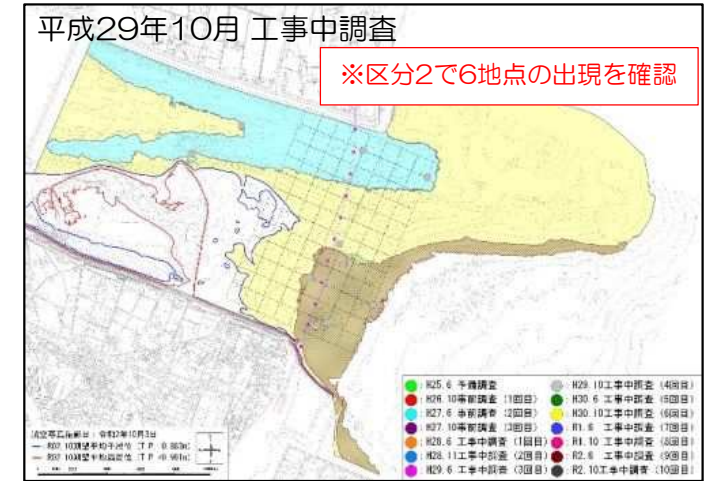 平成29年10月 工事中調査
※区分2で6地点の出現を確認
H25.6 予備調査
H26.10事前調査 (1回目)
H27.6 事前調査 (2回目)
H27.10事前調査 (3回目)
H28.6 工事中調査 (1回目)
H28.11工事中調査 (2回目)
H29.6 工事中調査 (3回目)
H29.10工事中調査 (4回目)
H30.6 工事中調査 (5回目)
H30.10工事中調査 (6回目)
R1.6 工事中調査 (7回目)
R1.10 工事中調査 (8回目)
R2.6 工事中調査 (9回目)
R2.10工事中調査 (10回目)